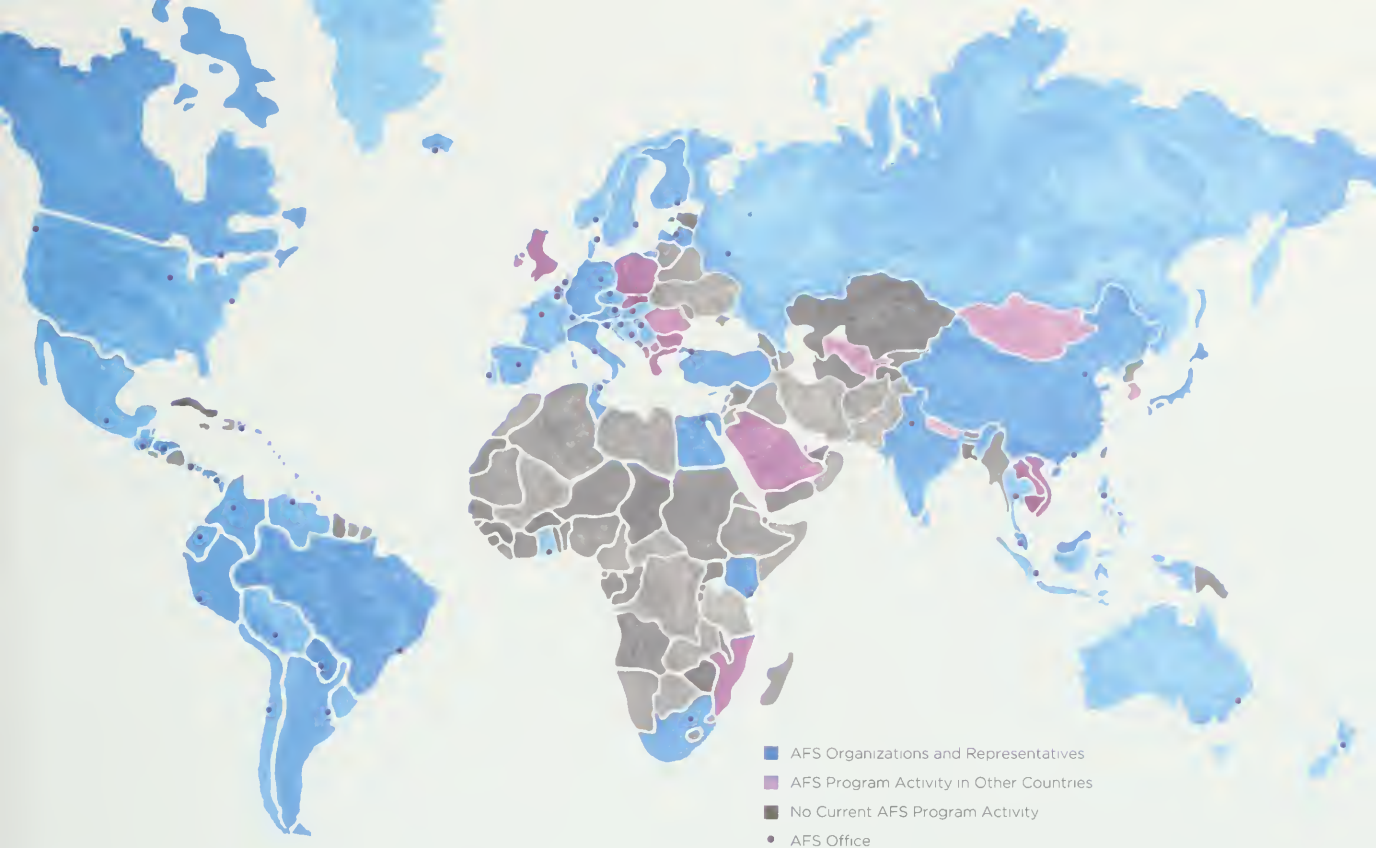 AFS Organizations and Representatives
AFS Program Activity in Other Countries
No Current AFS Program Activity
AFS Office